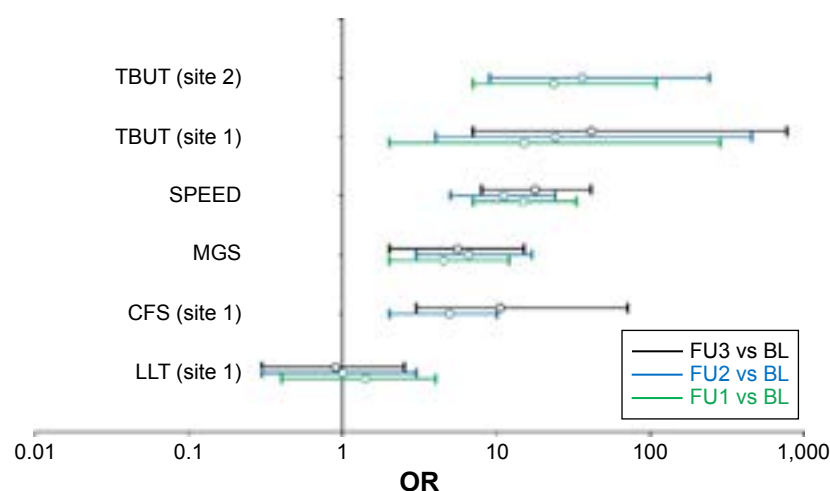 TBUT (site 2)
TBUT (site 1)
SPEED
MGS
CFS (site 1)
LLT (site 1)
FU3 vs BL
FU2 vs BL
FU1 vs BL
0.01 0.1 1 10 100 1,000
OR